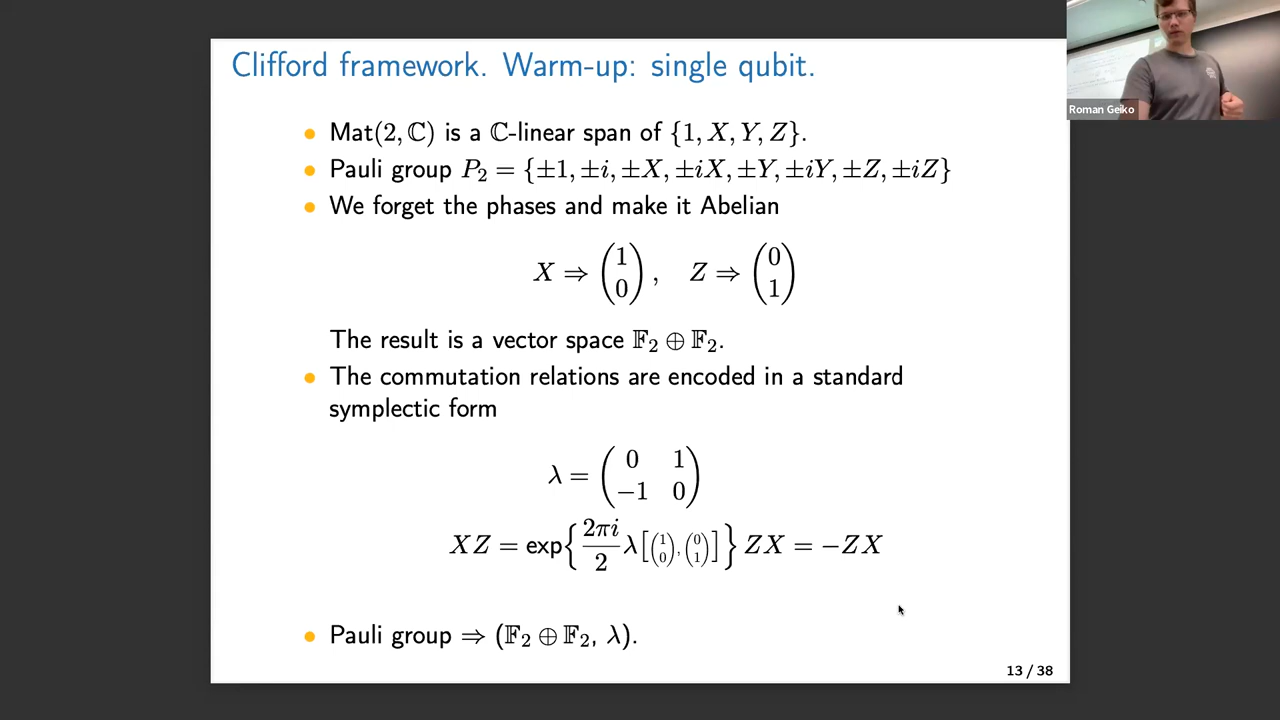 Clifford framework. Warm-up: single qubit.
Roman Geiko
• Mat(2, ℂ) is a ℂ-linear span of {1, X, Y, Z}.
• Pauli group P₂ = {±1, ±i, ±X, ±iX, ±Y, ±iY, ±Z, ±iZ}
• We forget the phases and make it Abelian
X ⇒ (1 0), Z ⇒ (0 1)
The result is a vector space 𝔽₂ ⊕ 𝔽₂.
• The commutation relations are encoded in a standard
symplectic form
λ = (0 1 −1 0)
XZ = exp{2πi/2 λ[(1 0), (0 1)]} ZX = −ZX
• Pauli group ⇒ (𝔽₂ ⊕ 𝔽₂, λ).
13 / 38